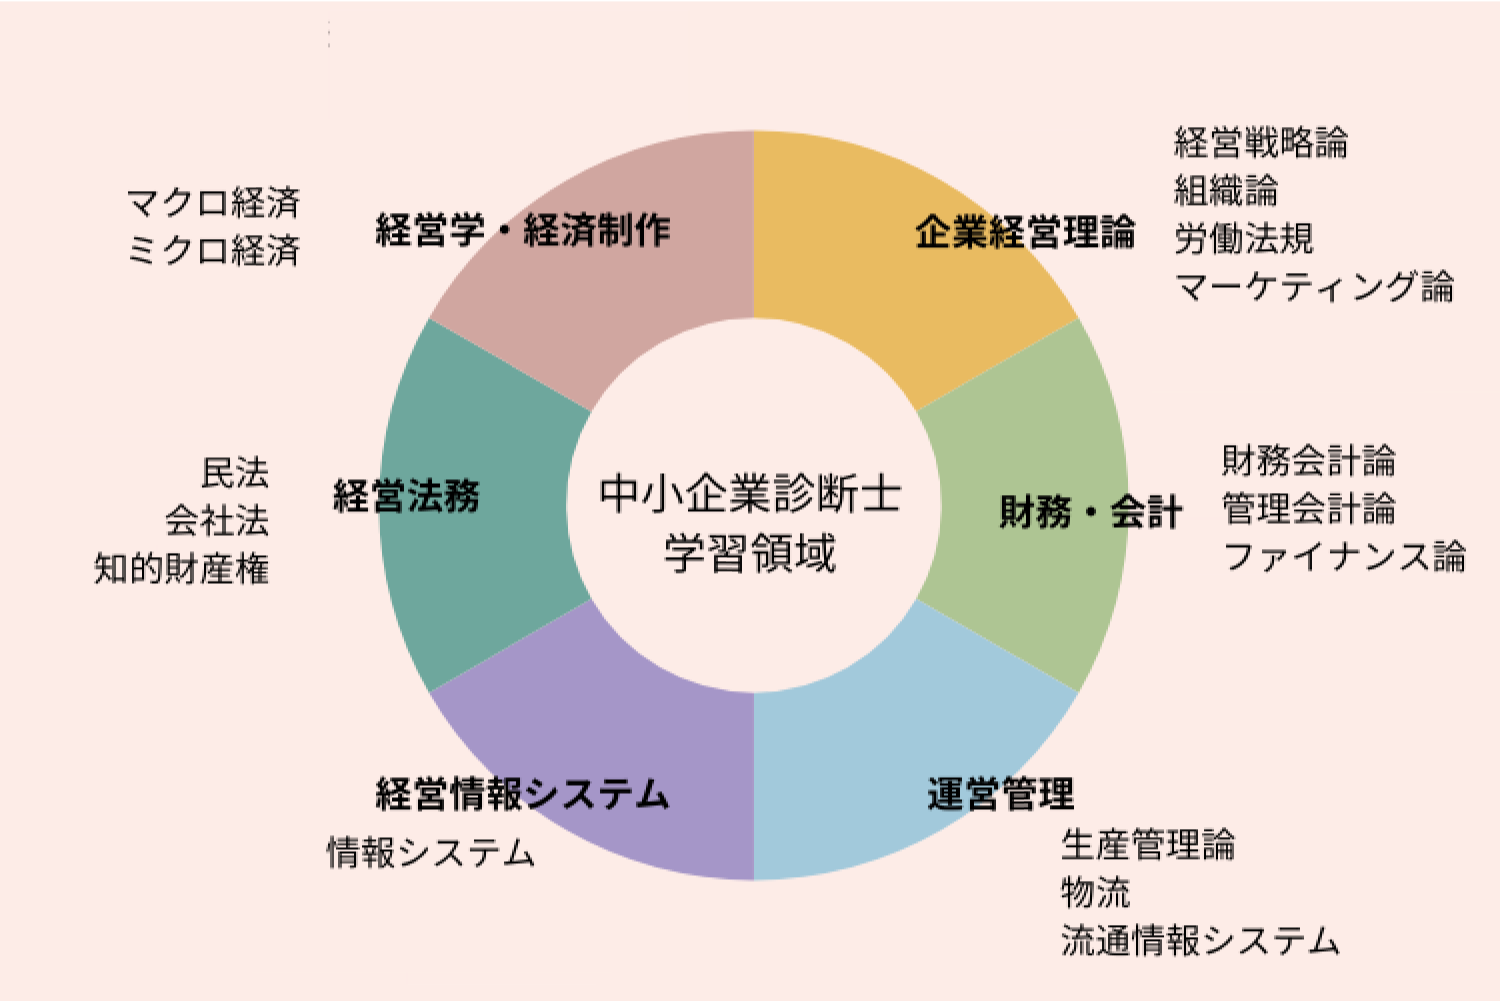 経営学・経済制作
マクロ経済
ミクロ経済
企業経営理論
経営戦略論
組織論
労働法規
マーケティング論
経営法務
民法
会社法
知的財産権
中小企業診断士
学習領域
財務・会計
財務会計論
管理会計論
ファイナンス論
経営情報システム
情報システム
運営管理
生産管理論
物流
流通情報システム